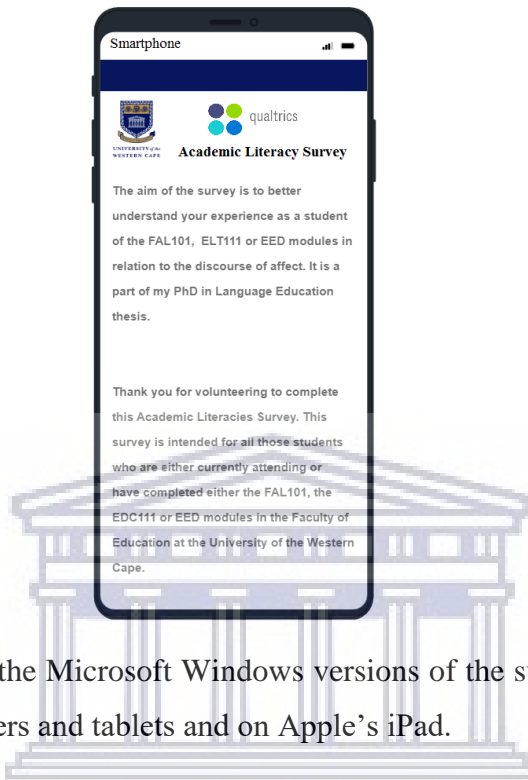 Smartphone
qualtrics
UNIVERSITY of the
WESTERN CAPE
Academic Literacy Survey
The aim of the survey is to better
understand your experience as a student
of the FAL101, ELT111 or EED modules in
relation to the discourse of affect. It is a
part of my PhD in Language Education
thesis.
Thank you for volunteering to complete
this Academic Literacies Survey. This
survey is intended for all those students
who are either currently attending or
have completed either the FAL101, the
EDC111 or EED modules in the Faculty of
Education at the University of the Western
Cape.
the Microsoft Windows versions of the s
ers and tablets and on Apple's iPad.